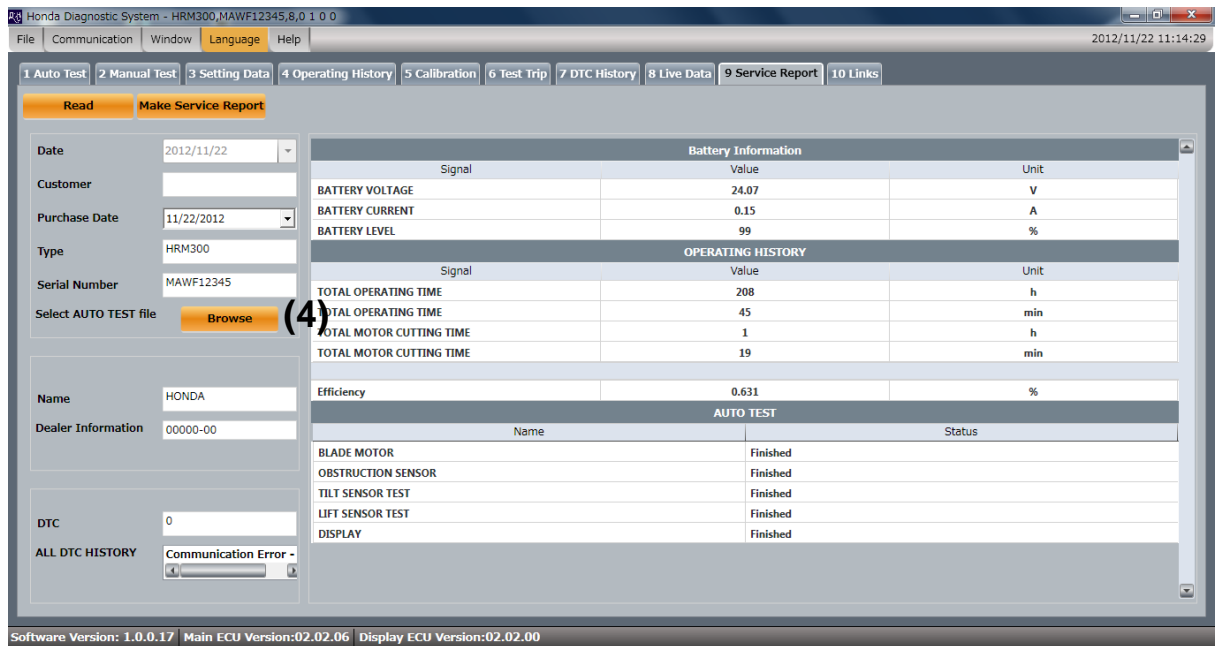 Honda Diagnostic System - HRM300,MAWF12345,8,0 1 0 0
File Communication Window Language Help 2012/11/22 11:14:29
1 Auto Test 2 Manual Test 3 Setting Data 4 Operating History 5 Calibration 6 Test Trip 7 DTC History 8 Live Data 9 Service Report 10 Links
Read Make Service Report
Date 2012/11/22
Customer
Purchase Date 11/22/2012
Type HRM300
Serial Number MAWF12345
Select AUTO TEST file Browse (4)
Name HONDA
Dealer Information 00000-00
DTC 0
ALL DTC HISTORY Communication Error -
Battery Information
Signal Value Unit
BATTERY VOLTAGE 24.07 V
BATTERY CURRENT 0.15 A
BATTERY LEVEL 99 %
OPERATING HISTORY
Signal Value Unit
TOTAL OPERATING TIME 208 h
TOTAL OPERATING TIME 45 min
TOTAL MOTOR CUTTING TIME 1 h
TOTAL MOTOR CUTTING TIME 19 min
Efficiency 0.631 %
AUTO TEST
Name Status
BLADE MOTOR Finished
OBSTRUCTION SENSOR Finished
TILT SENSOR TEST Finished
LIFT SENSOR TEST Finished
DISPLAY Finished
Software Version: 1.0.0.17 Main ECU Version:02.02.06 Display ECU Version:02.02.00